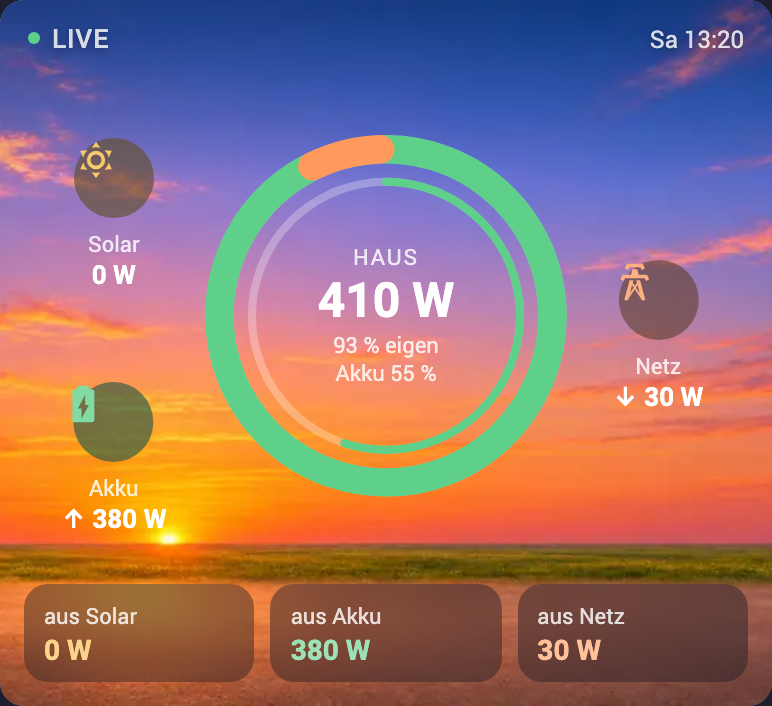 LIVE
Sa 13:20
Solar
0 W
HAUS
410 W
93 % eigen
Akku 55 %
Netz
↓ 30 W
Akku
↑ 380 W
aus Solar
0 W
aus Akku
380 W
aus Netz
30 W